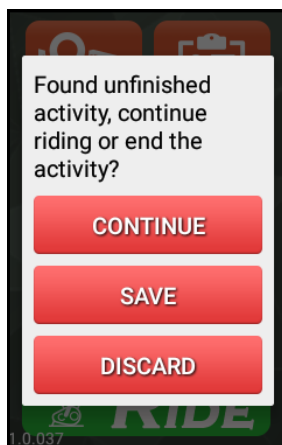 Found unfinished
activity, continue
riding or end the
activity?
CONTINUE
SAVE
DISCARD
RIDE
1.0.037